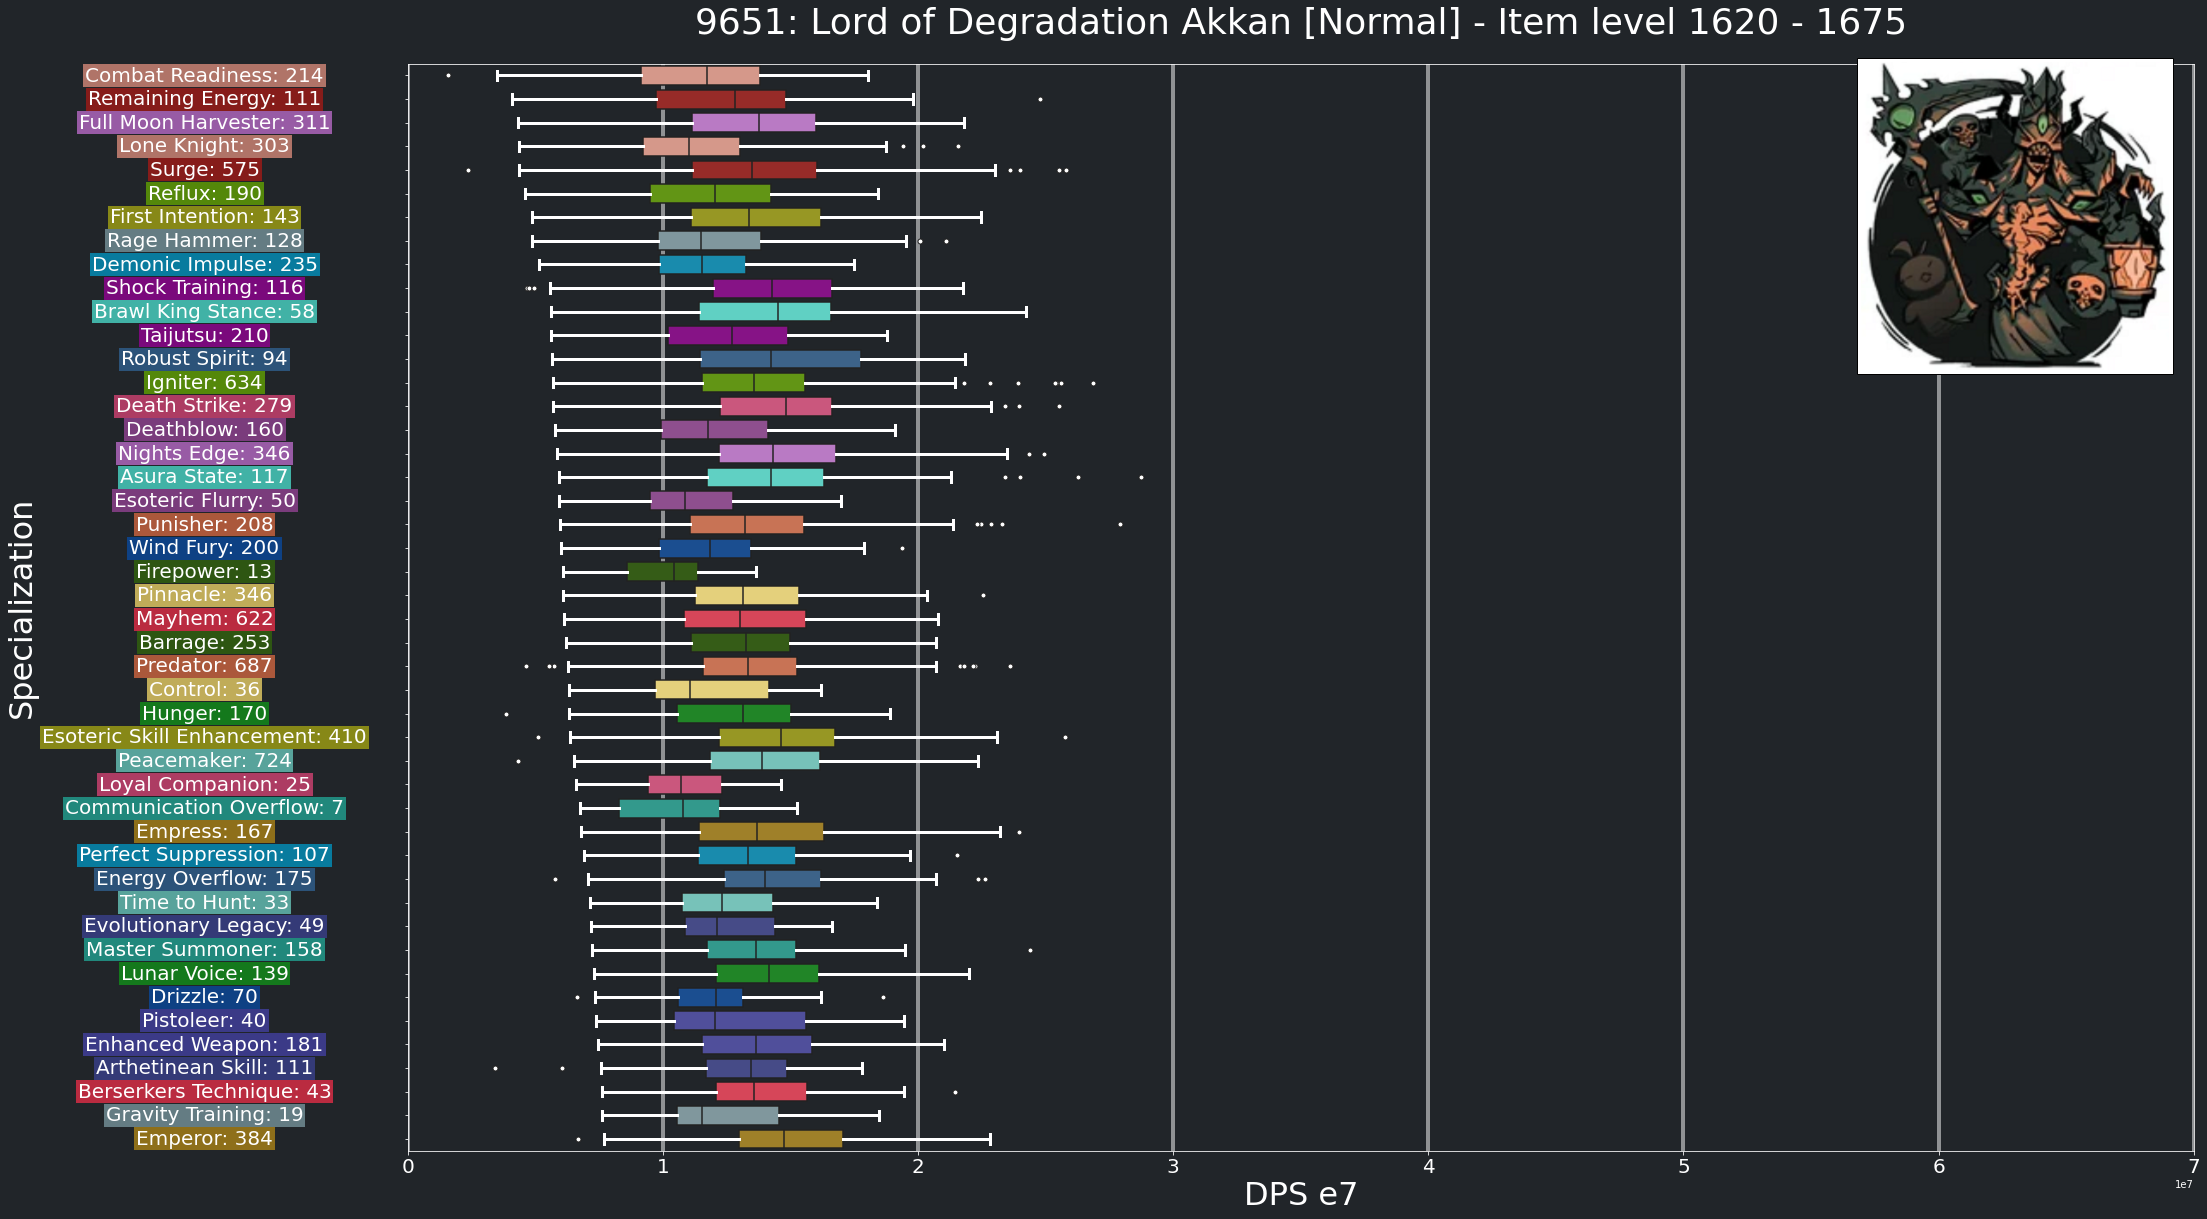 9651: Lord of Degradation Akkan [Normal] - Item level 1620 - 1675
Specialization
Combat Readiness: 214
Remaining Energy: 111
Full Moon Harvester: 311
Lone Knight: 303
Surge: 575
Reflux: 190
First Intention: 143
Rage Hammer: 128
Demonic Impulse: 235
Shock Training: 116
Brawl King Stance: 58
Taijutsu: 210
Robust Spirit: 94
Igniter: 634
Death Strike: 279
Deathblow: 160
Nights Edge: 346
Asura State: 117
Esoteric Flurry: 50
Punisher: 208
Wind Fury: 200
Firepower: 13
Pinnacle: 346
Mayhem: 622
Barrage: 253
Predator: 687
Control: 36
Hunger: 170
Esoteric Skill Enhancement: 410
Peacemaker: 724
Loyal Companion: 25
Communication Overflow: 7
Empress: 167
Perfect Suppression: 107
Energy Overflow: 175
Time to Hunt: 33
Evolutionary Legacy: 49
Master Summoner: 158
Lunar Voice: 139
Drizzle: 70
Pistoleer: 40
Enhanced Weapon: 181
Arthetinean Skill: 111
Berserkers Technique: 43
Gravity Training: 19
Emperor: 384
0 1 2 3 4 5 6 7
1e7
DPS e7